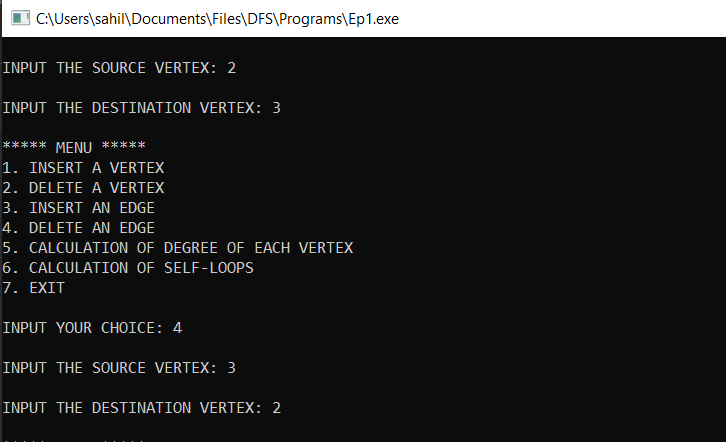 C:\Users\sahil\Documents\Files\DFS\Programs\Ep1.exe
INPUT THE SOURCE VERTEX: 2
INPUT THE DESTINATION VERTEX: 3
***** MENU *****
1. INSERT A VERTEX
2. DELETE A VERTEX
3. INSERT AN EDGE
4. DELETE AN EDGE
5. CALCULATION OF DEGREE OF EACH VERTEX
6. CALCULATION OF SELF-LOOPS
7. EXIT
INPUT YOUR CHOICE: 4
INPUT THE SOURCE VERTEX: 3
INPUT THE DESTINATION VERTEX: 2